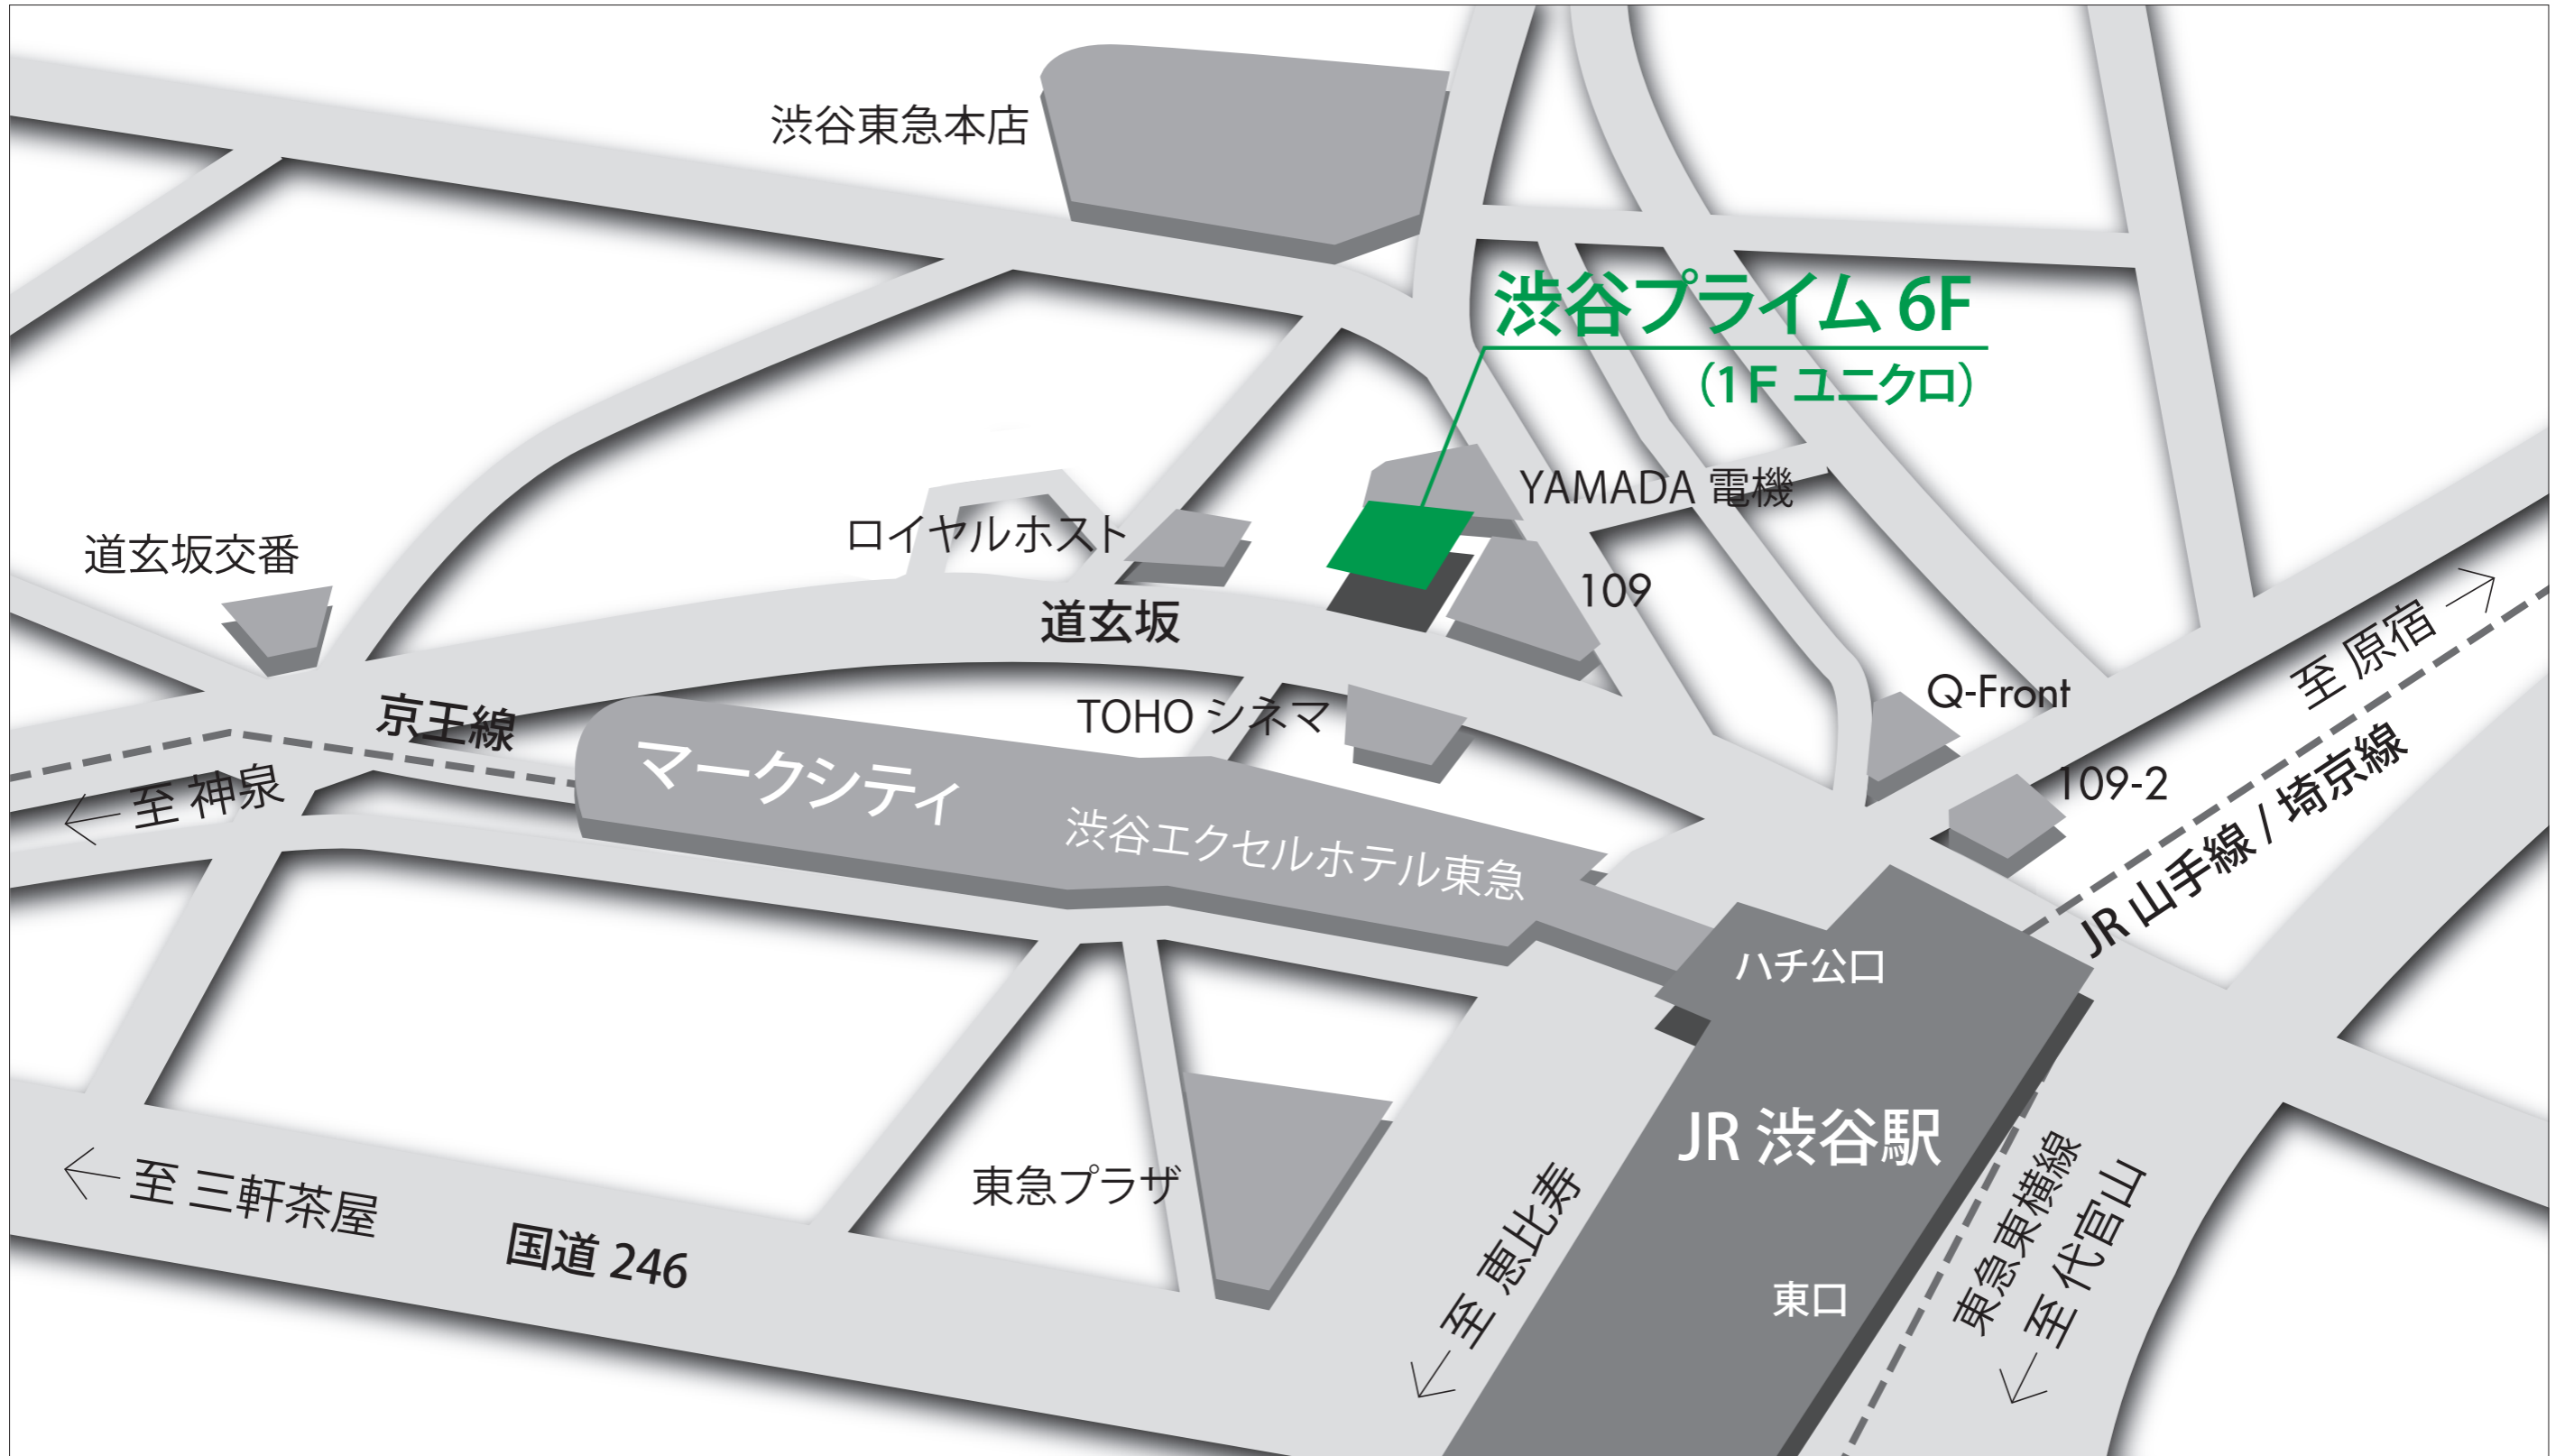 渋谷東急本店
渋谷プライム 6F
（1F ユニクロ）
YAMADA 電機
ロイヤルホスト
道玄坂交番
109
道玄坂
至 原宿
Q-Front
TOHO シネマ
京王線
マークシティ
109-2
至 神泉
渋谷エクセルホテル東急
JR 山手線 / 埼京線
ハチ公口
JR 渋谷駅
東急プラザ
至 三軒茶屋
国道 246
至 恵比寿
東急東横線
至 代官山
東口